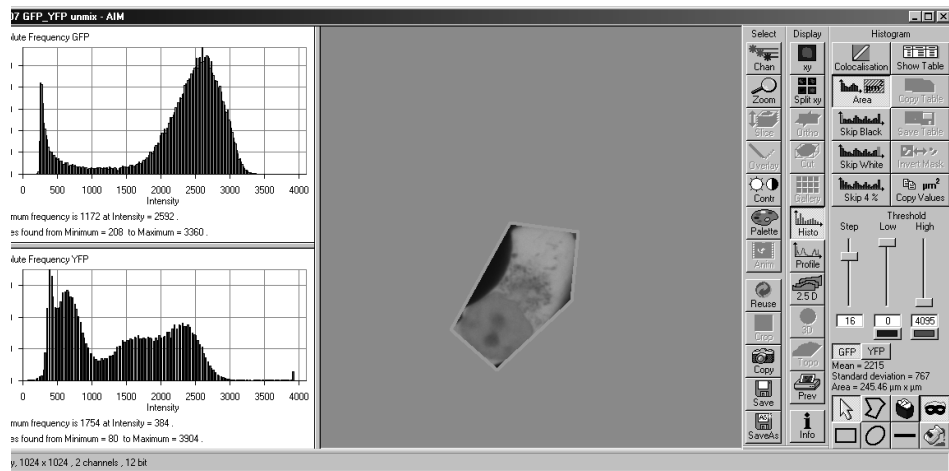 07 GFP_YFP unmix - AIM
lute Frequency GFP
0 500 1000 1500 2000 2500 3000 3500 4000
Intensity
mum frequency is 1172 at Intensity = 2592 .
es found from Minimum = 208 to Maximum = 3360 .
lute Frequency YFP
0 500 1000 1500 2000 2500 3000 3500 4000
Intensity
mum frequency is 1754 at Intensity = 384 .
es found from Minimum = 80 to Maximum = 3904 .
y, 1024 x 1024 , 2 channels , 12 bit
Select
Chan
Zoom
Slice
Overlay
Contr
Palette
Anim
Reuse
Crop
Copy
Save
SaveAs
Display
xy
Split xy
Ortho
Cut
Gallery
Histo
Profile
2.5 D
3D
Topo
Prev
Info
Histogram
Colocalisation Show Table
Area Copy Table
Skip Black Save Table
Skip White Invert Mask
Skip 4 % Copy Values
Threshold
Step Low High
16 0 4095
GFP YFP
Mean = 2215
Standard deviation = 767
Area = 245.46 µm x µm